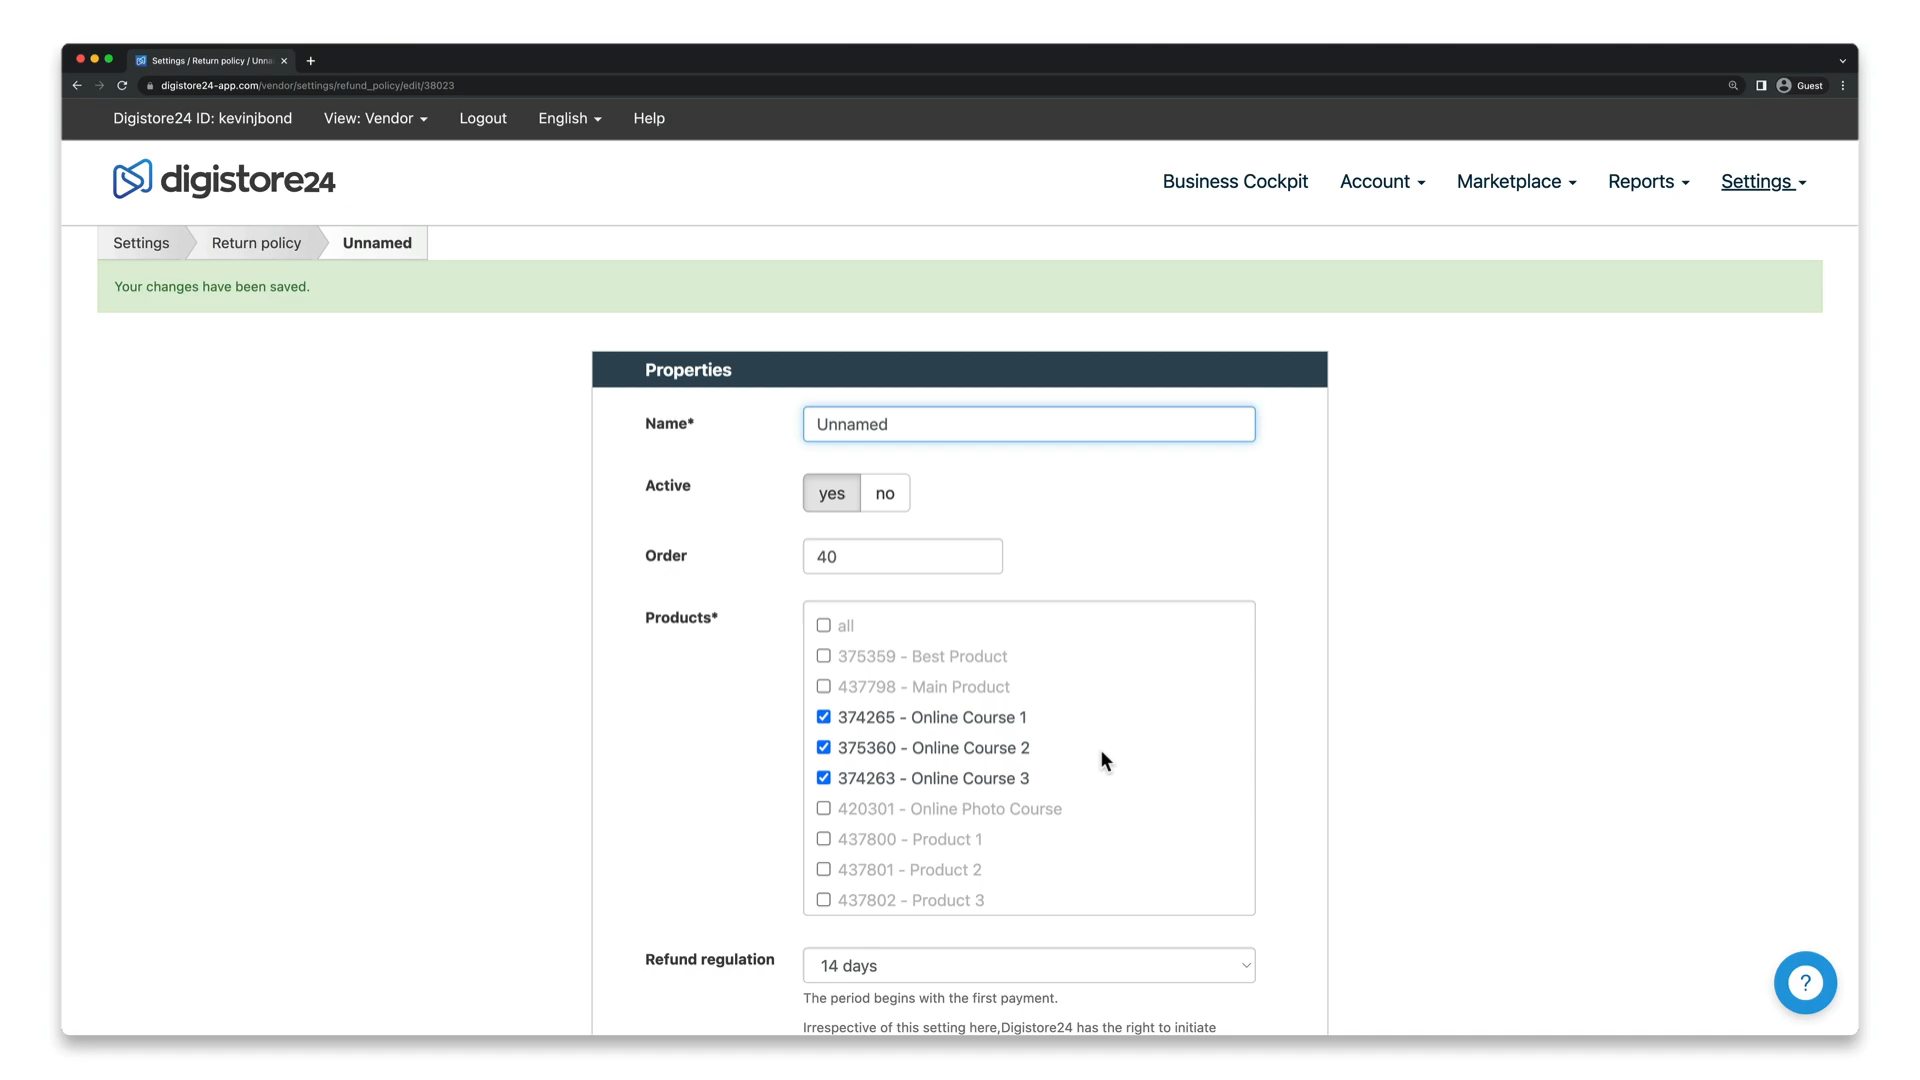 Settings / Return policy / Unna
digistore24-app.com/vendor/settings/refund_policy/edit/38023
Guest
Digistore24 ID: kevinjbond View: Vendor Logout English Help
digistore24
Business Cockpit Account Marketplace Reports Settings
Settings Return policy Unnamed
Your changes have been saved.
Properties
Name* Unnamed
Active yes no
Order 40
Products* all
375359 - Best Product
437798 - Main Product
374265 - Online Course 1
375360 - Online Course 2
374263 - Online Course 3
420301 - Online Photo Course
437800 - Product 1
437801 - Product 2
437802 - Product 3
Refund regulation 14 days
The period begins with the first payment.
Irrespective of this setting here,Digistore24 has the right to initiate
?